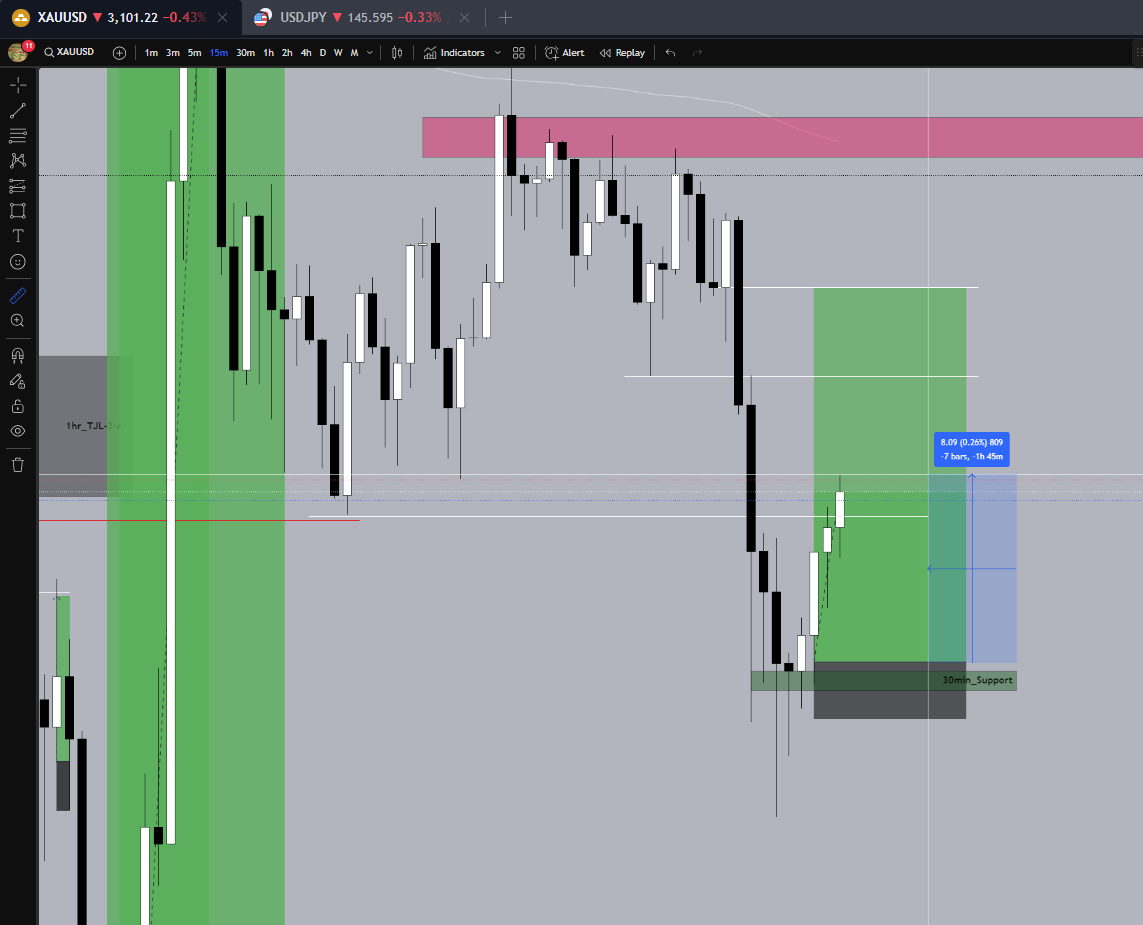 XAUUSD 3,101.22 −0.43% USDJPY 145.595 −0.33%
11 XAUUSD 1m 3m 5m 15m 30m 1h 2h 4h D W M Indicators Alert Replay
T
1hr_TJL-2-
8.09 (0.26%) 809
-7 bars, -1h 45m
30min_Support